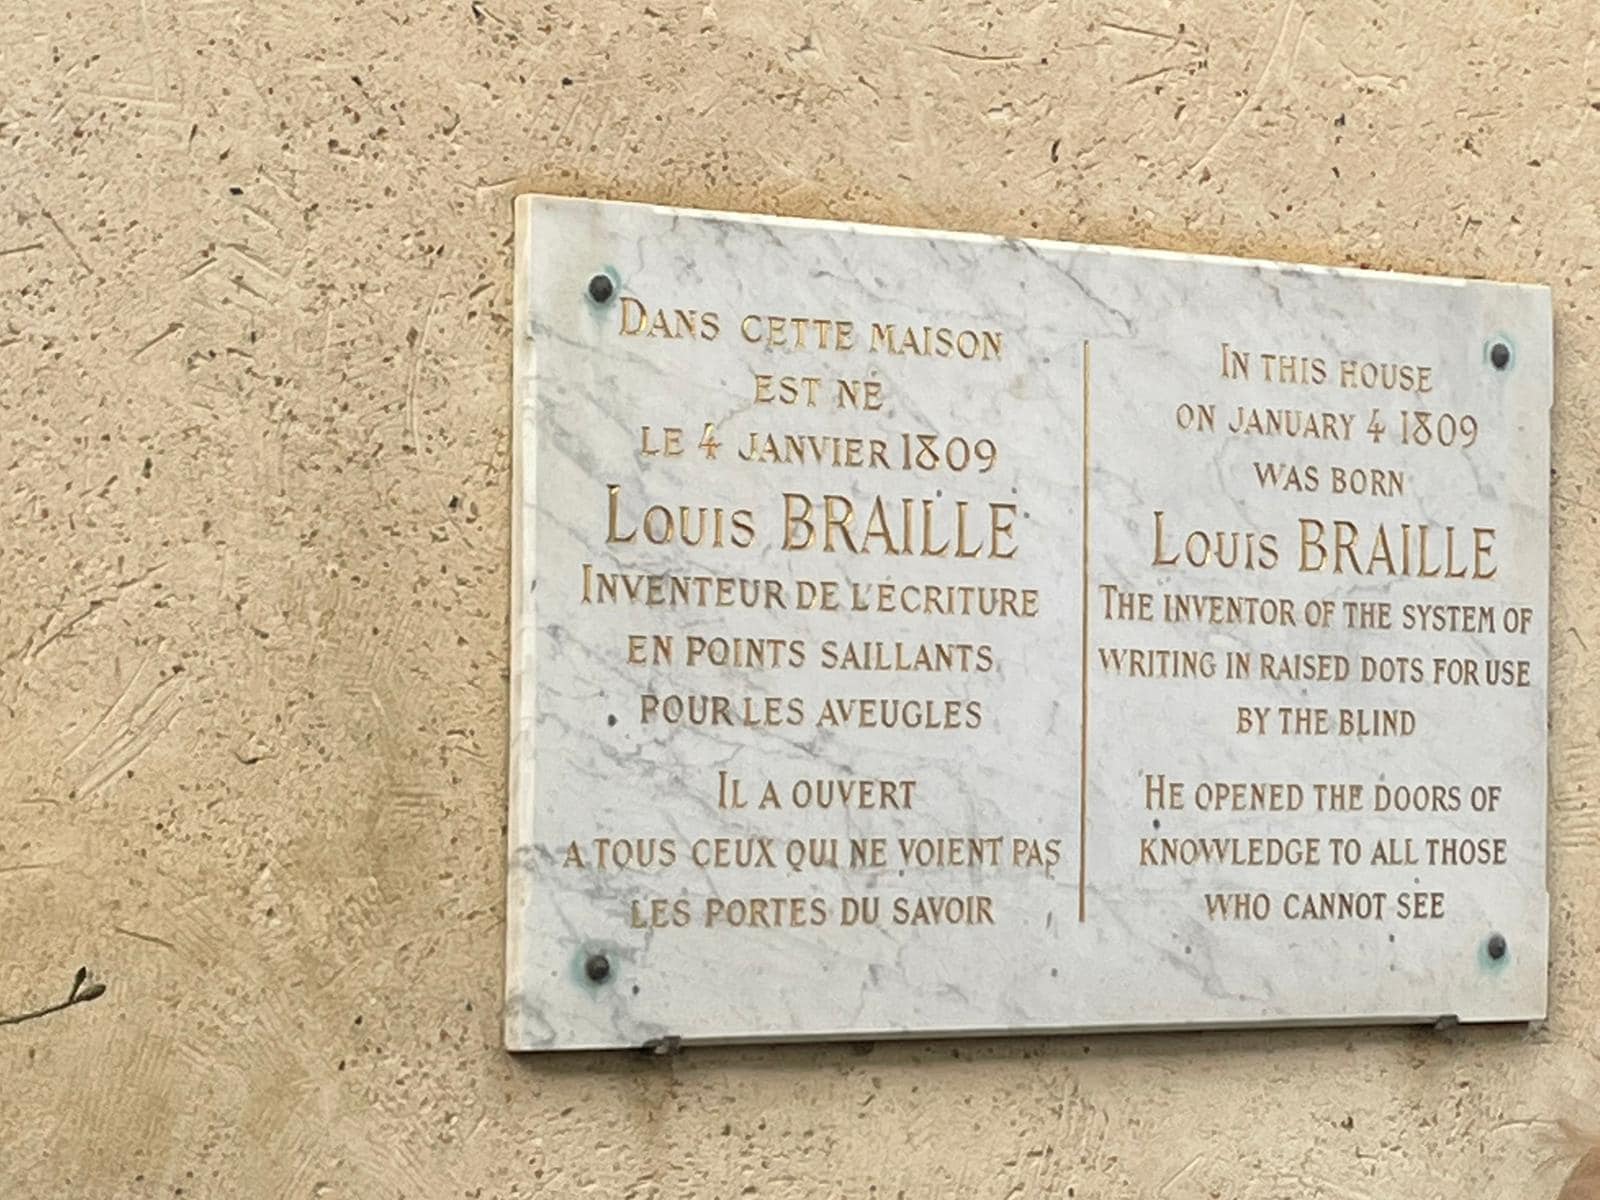 DANS CETTE MAISON
EST NÉ
LE 4 JANVIER 1809
LOUIS BRAILLE
INVENTEUR DE L'ÉCRITURE
EN POINTS SAILLANTS
POUR LES AVEUGLES
IL A OUVERT
A TOUS CEUX QUI NE VOIENT PAS
LES PORTES DU SAVOIR
IN THIS HOUSE
ON JANUARY 4 1809
WAS BORN
LOUIS BRAILLE
THE INVENTOR OF THE SYSTEM OF
WRITING IN RAISED DOTS FOR USE
BY THE BLIND
HE OPENED THE DOORS OF
KNOWLEDGE TO ALL THOSE
WHO CANNOT SEE